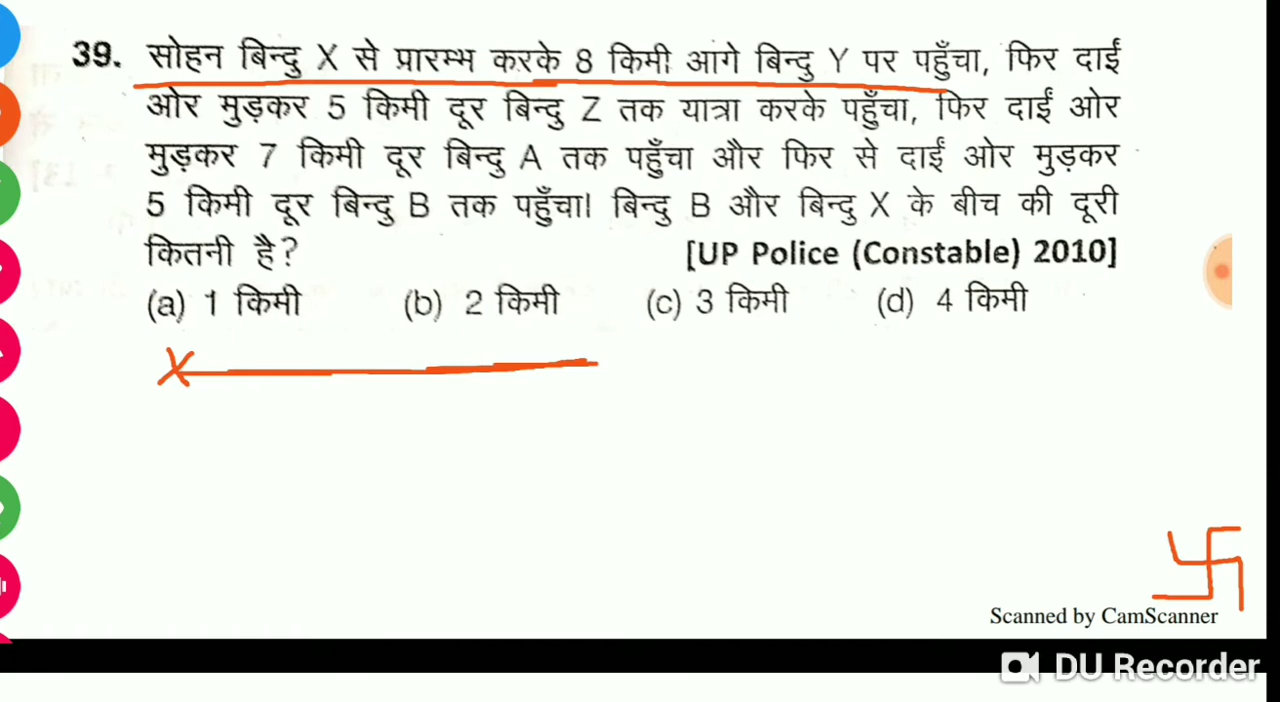 39. सोहन बिन्दु X से प्रारम्भ करके 8 किमी आगे बिन्दु Y पर पहुँचा, फिर दाईं
ओर मुड़कर 5 किमी दूर बिन्दु Z तक यात्रा करके पहुँचा, फिर दाईं ओर
मुड़कर 7 किमी दूर बिन्दु A तक पहुँचा और फिर से दाईं ओर मुड़कर
5 किमी दूर बिन्दु B तक पहुँचा। बिन्दु B और बिन्दु X के बीच की दूरी
कितनी है? [UP Police (Constable) 2010]
(a) 1 किमी (b) 2 किमी (c) 3 किमी (d) 4 किमी
X
Scanned by CamScanner
DU Recorder